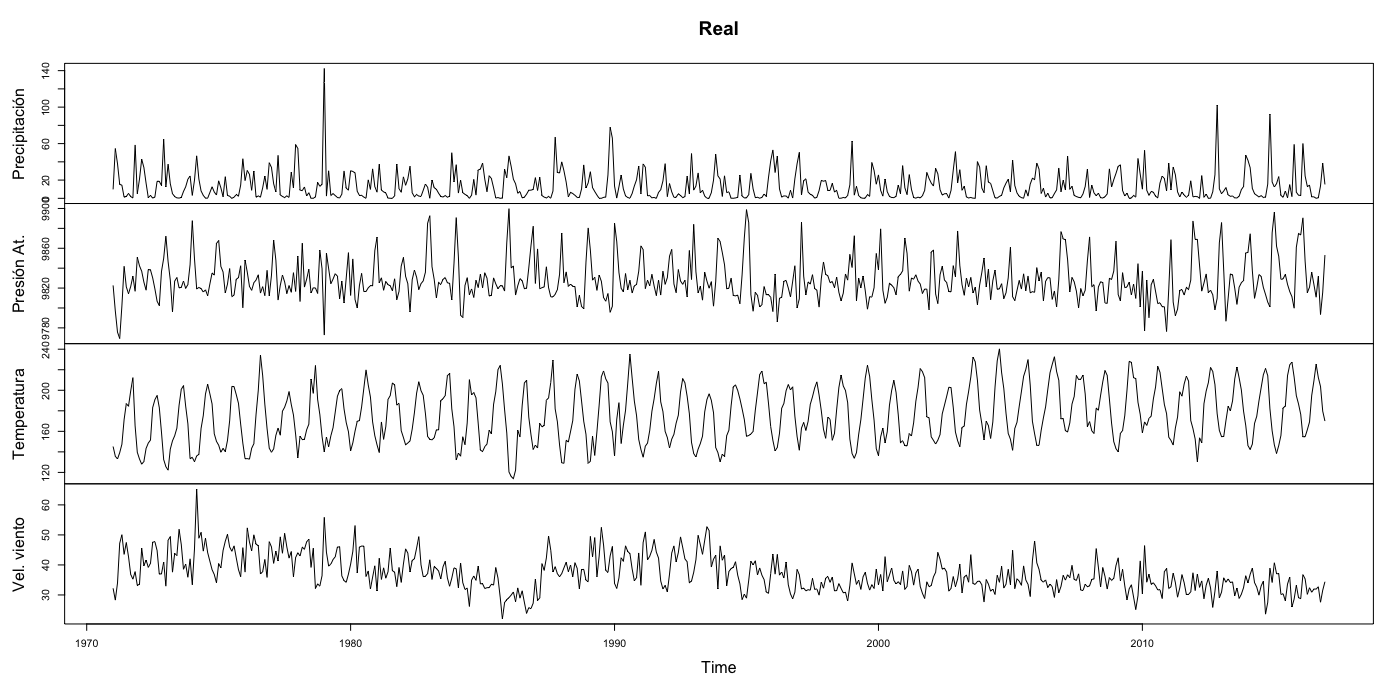 Real
Precipitación
0 20 60 100 140
Presión At.
9780 9820 9860 9900
Temperatura
120 160 200 240
Vel. viento
30 40 50 60
1970 1980 1990 2000 2010
Time